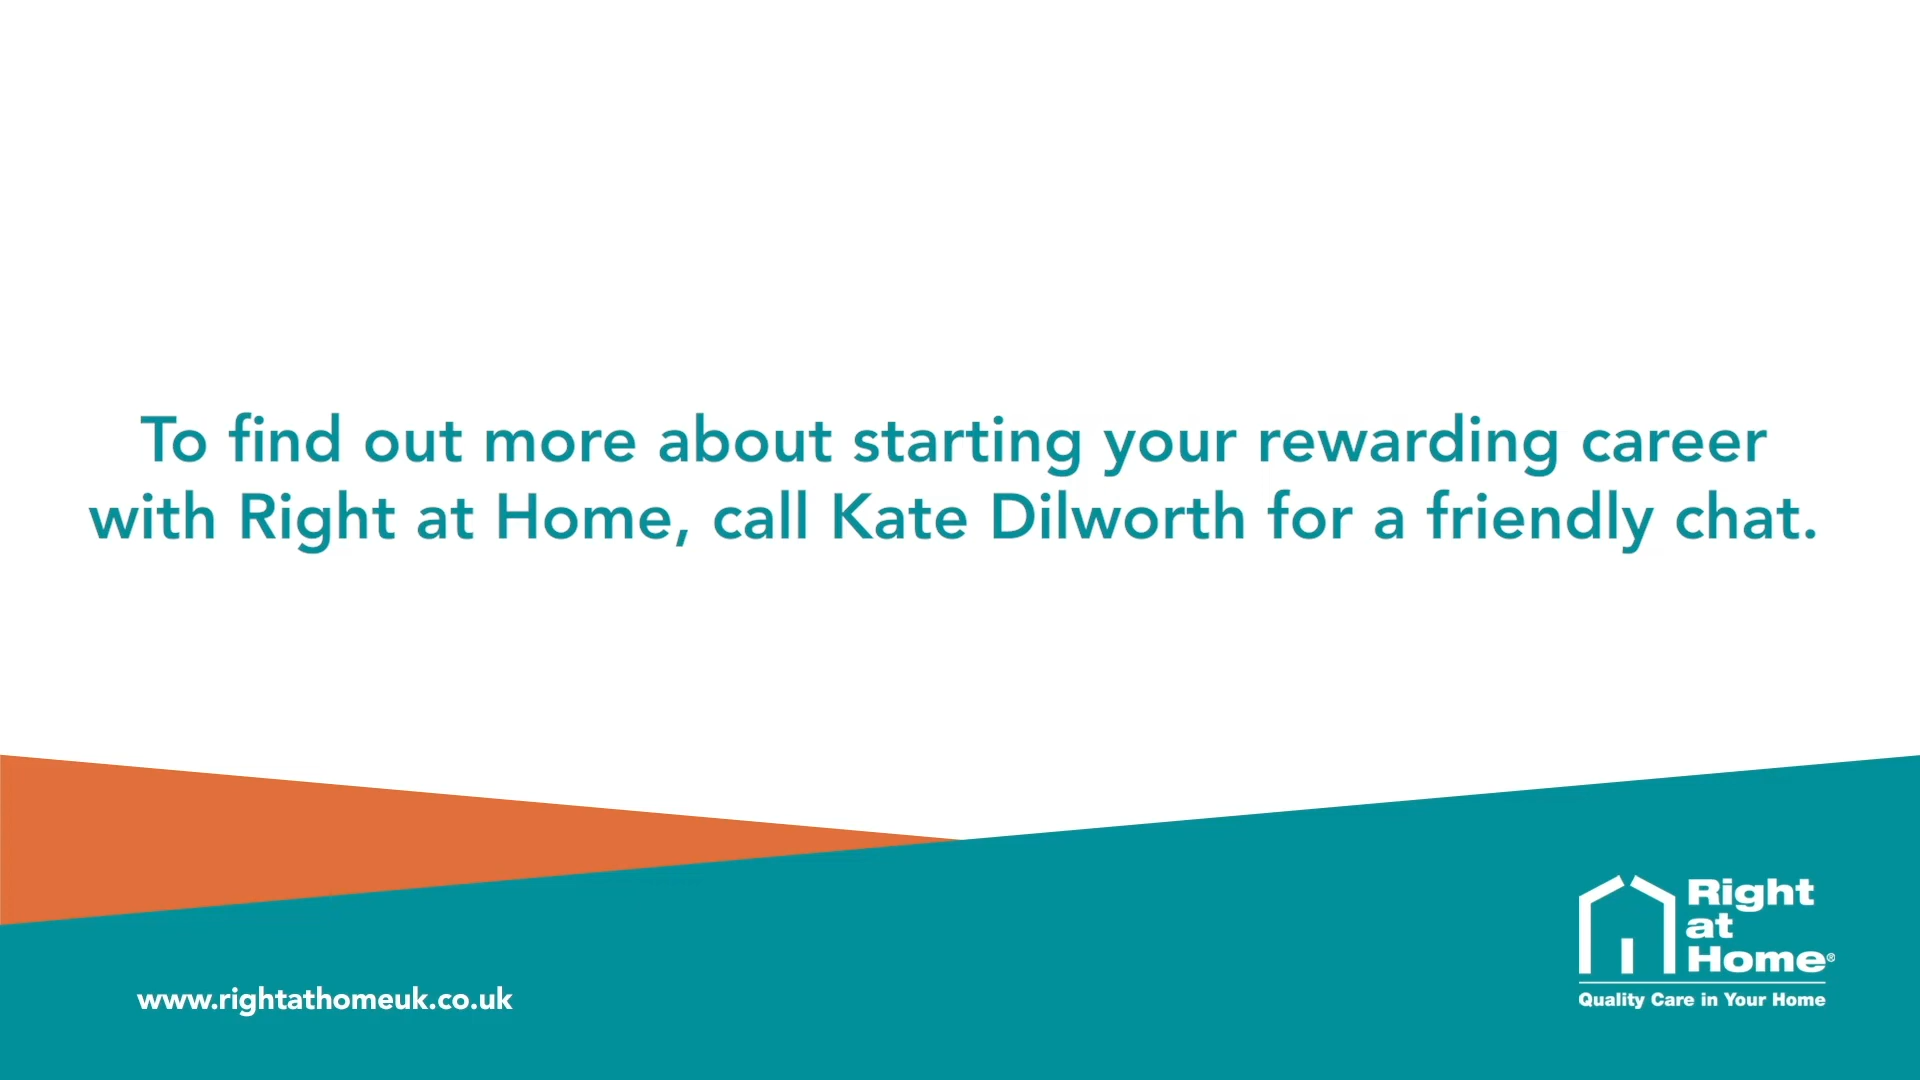 To find out more about starting your rewarding career
with Right at Home, call Kate Dilworth for a friendly chat.
www.rightathomeuk.co.uk
Right
at
Home®
Quality Care in Your Home